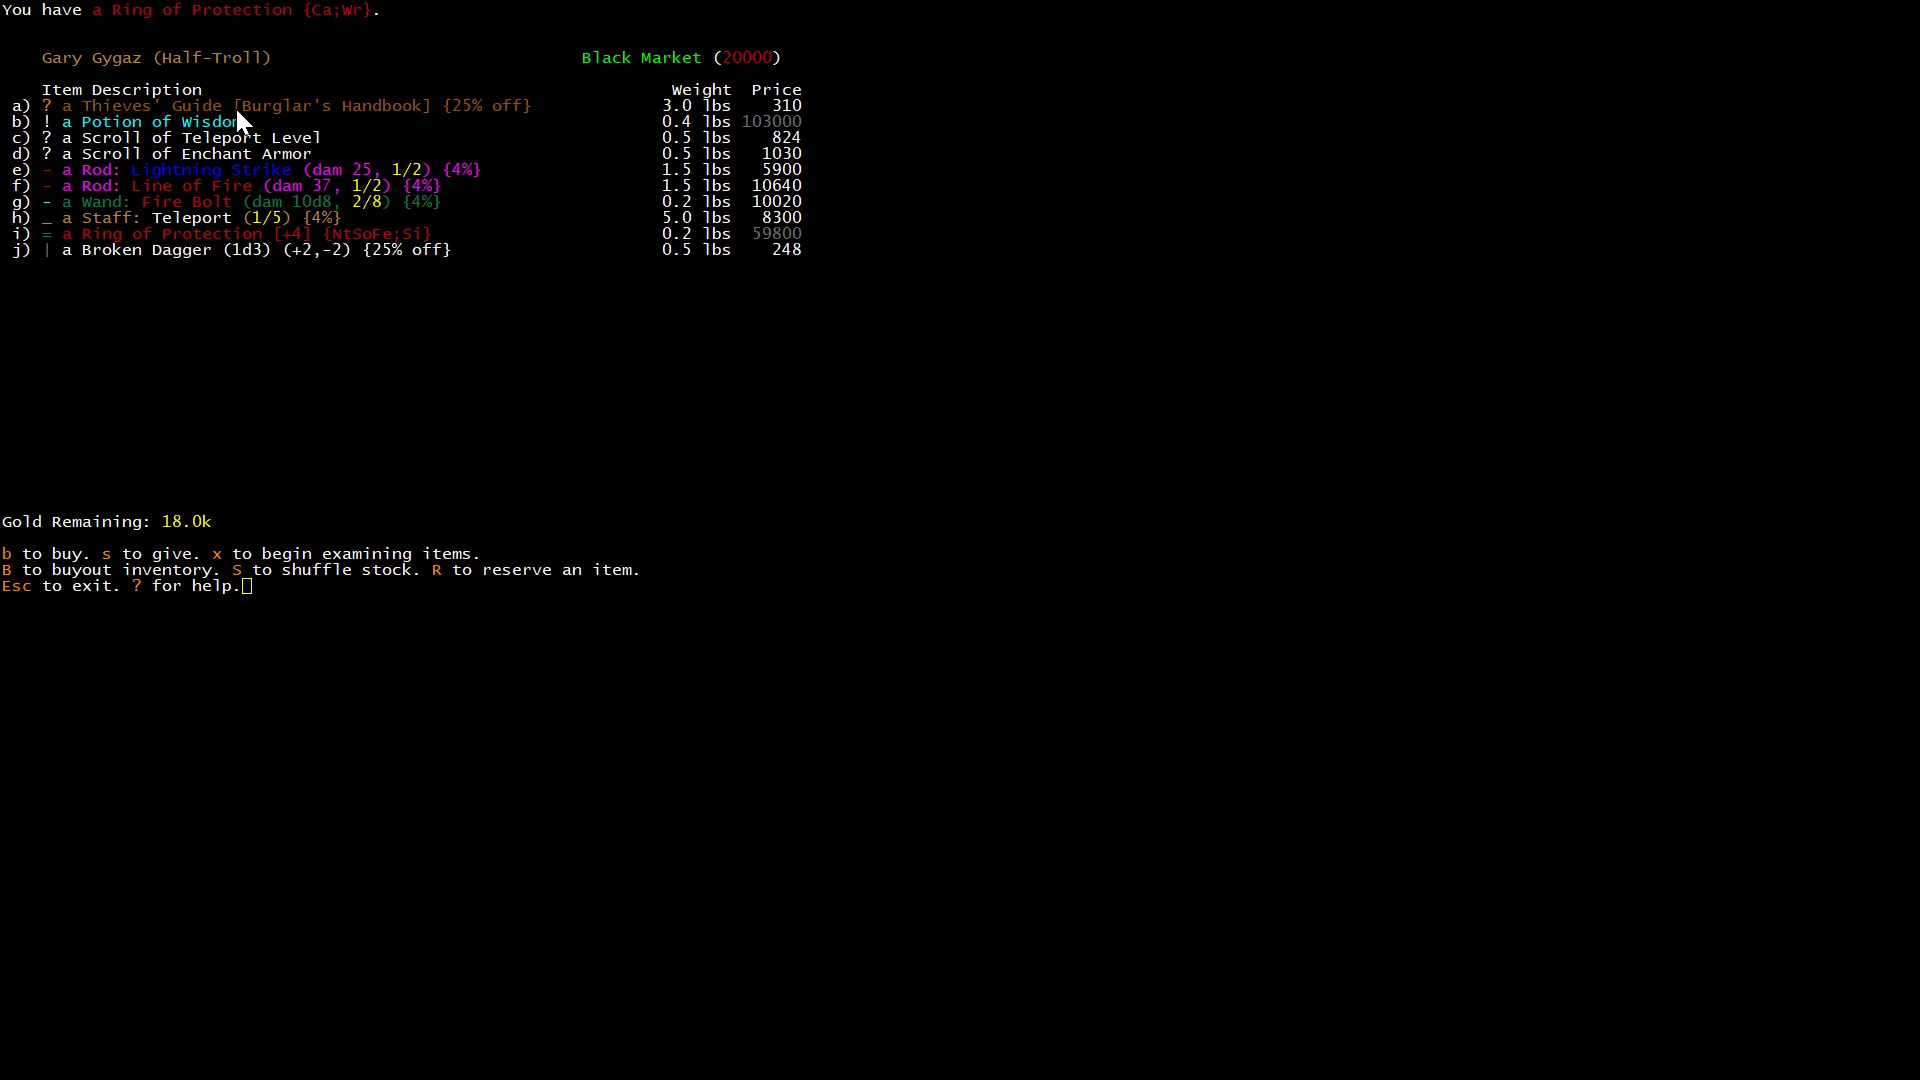 You have a Ring of Protection {Ca;Wr}.
Gary Gygaz (Half-Troll) Black Market (20000)
Item Description Weight Price
a) ? a Thieves' Guide [Burglar's Handbook] {25% off} 3.0 lbs 310
b) ! a Potion of Wisdom 0.4 lbs 103000
c) ? a Scroll of Teleport Level 0.5 lbs 824
d) ? a Scroll of Enchant Armor 0.5 lbs 1030
e) - a Rod: Lightning Strike (dam 25, 1/2) {4%} 1.5 lbs 5900
f) - a Rod: Line of Fire (dam 37, 1/2) {4%} 1.5 lbs 10640
g) - a Wand: Fire Bolt (dam 10d8, 2/8) {4%} 0.2 lbs 10020
h) _ a Staff: Teleport (1/5) {4%} 5.0 lbs 8300
i) = a Ring of Protection [+4] {NtSoFe;Si} 0.2 lbs 59800
j) | a Broken Dagger (1d3) (+2,-2) {25% off} 0.5 lbs 248
Gold Remaining: 18.0k
b to buy. s to give. x to begin examining items.
B to buyout inventory. S to shuffle stock. R to reserve an item.
Esc to exit. ? for help.